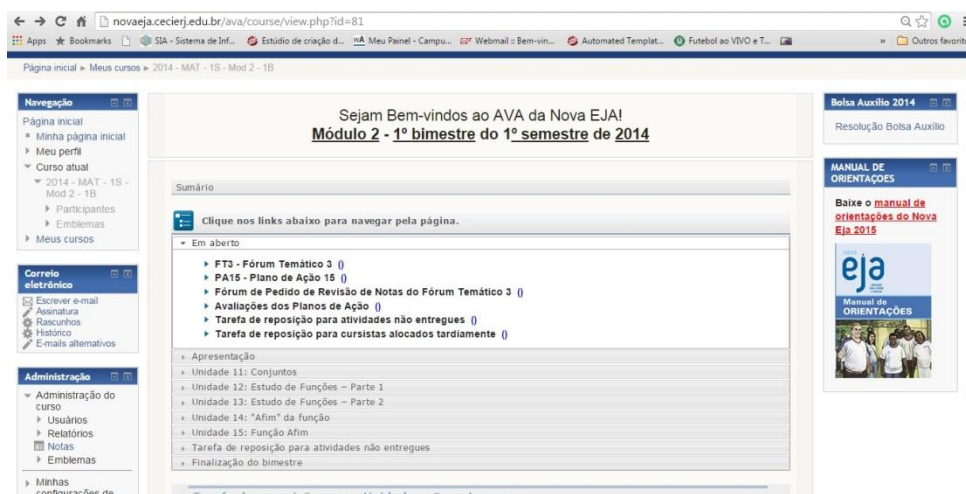 novaeja.cecierj.edu.br/ava/course/view.php?id=81
Apps Bookmarks SIA - Sistema de Inf... Estúdio de criação d... Meu Painel - Campu... Webmail :: Bem-vin... Automated Templat... Futebol ao VIVO e T... » Outros favorit
Página inicial ► Meus cursos ► 2014 - MAT - 1S - Mod 2 - 1B
Navegação
Página inicial
Minha página inicial
Meu perfil
Curso atual
2014 - MAT - 1S -
Mod 2 - 1B
Participantes
Emblemas
Meus cursos
Correio
eletrônico
Escrever e-mail
Assinatura
Rascunhos
Histórico
E-mails alternativos
Administração
Administração do
curso
Usuários
Relatórios
Notas
Emblemas
Minhas
configurações de
Sejam Bem-vindos ao AVA da Nova EJA!
Módulo 2 - 1º bimestre do 1º semestre de 2014
Sumário
Clique nos links abaixo para navegar pela página.
Em aberto
FT3 - Fórum Temático 3 ()
PA15 - Plano de Ação 15 ()
Fórum de Pedido de Revisão de Notas do Fórum Temático 3 ()
Avaliações dos Planos de Ação ()
Tarefa de reposição para atividades não entregues ()
Tarefa de reposição para cursistas alocados tardiamente ()
Apresentação
Unidade 11: Conjuntos
Unidade 12: Estudo de Funções – Parte 1
Unidade 13: Estudo de Funções – Parte 2
Unidade 14: "Afim" da função
Unidade 15: Função Afim
Tarefa de reposição para atividades não entregues
Finalização do bimestre
Bolsa Auxílio 2014
Resolução Bolsa Auxílio
MANUAL DE
ORIENTAÇÕES
Baixe o manual de
orientações do Nova
Eja 2015
eja
Manual de
ORIENTAÇÕES